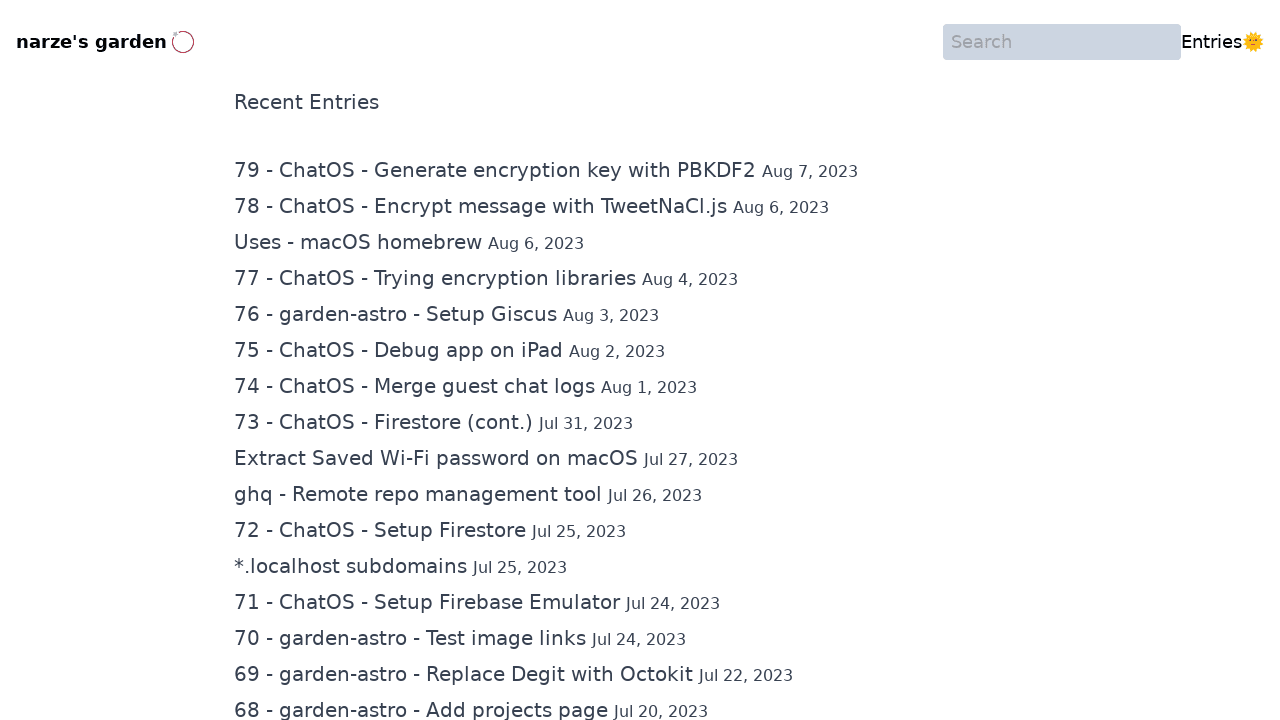 narze's garden
Search
Entries🌞
Recent Entries
79 - ChatOS - Generate encryption key with PBKDF2 Aug 7, 2023
78 - ChatOS - Encrypt message with TweetNaCl.js Aug 6, 2023
Uses - macOS homebrew Aug 6, 2023
77 - ChatOS - Trying encryption libraries Aug 4, 2023
76 - garden-astro - Setup Giscus Aug 3, 2023
75 - ChatOS - Debug app on iPad Aug 2, 2023
74 - ChatOS - Merge guest chat logs Aug 1, 2023
73 - ChatOS - Firestore (cont.) Jul 31, 2023
Extract Saved Wi-Fi password on macOS Jul 27, 2023
ghq - Remote repo management tool Jul 26, 2023
72 - ChatOS - Setup Firestore Jul 25, 2023
*.localhost subdomains Jul 25, 2023
71 - ChatOS - Setup Firebase Emulator Jul 24, 2023
70 - garden-astro - Test image links Jul 24, 2023
69 - garden-astro - Replace Degit with Octokit Jul 22, 2023
68 - garden-astro - Add projects page Jul 20, 2023